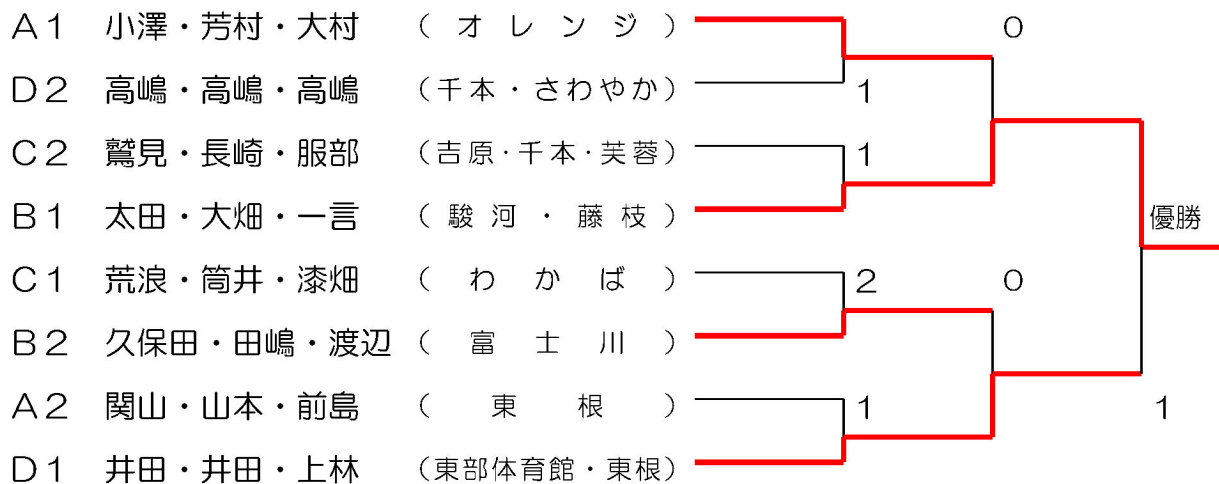 A1 小澤・芳村・大村 （オレンジ） 0
D2 高嶋・高嶋・高嶋 （千本・さわやか） 1
C2 鷲見・長崎・服部 （吉原・千本・芙蓉） 1
B1 太田・大畑・一言 （駿河・藤枝） 優勝
C1 荒浪・筒井・漆畑 （わかば） 2 0
B2 久保田・田嶋・渡辺 （富士川）
A2 関山・山本・前島 （東根） 1 1
D1 井田・井田・上林 （東部体育館・東根）